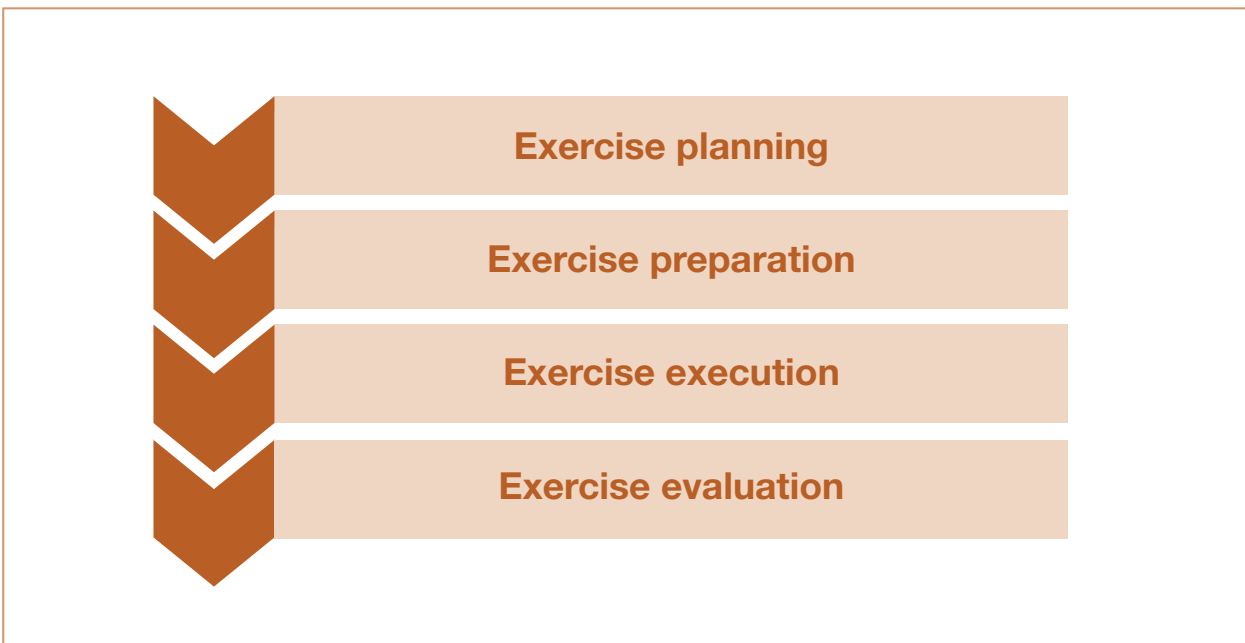 Exercise planning
Exercise preparation
Exercise execution
Exercise evaluation